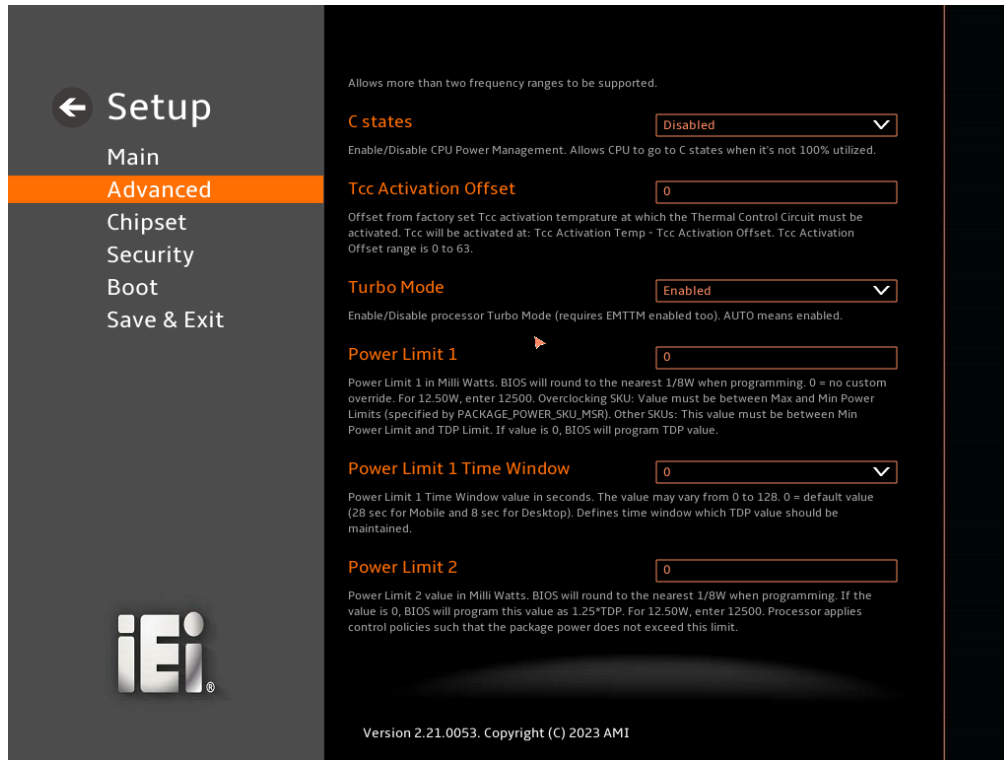 Setup
Main
Advanced
Chipset
Security
Boot
Save & Exit
iEi®
Allows more than two frequency ranges to be supported.
C states
Disabled
Enable/Disable CPU Power Management. Allows CPU to go to C states when it's not 100% utilized.
Tcc Activation Offset
0
Offset from factory set Tcc activation temprature at which the Thermal Control Circuit must be
activated. Tcc will be activated at: Tcc Activation Temp - Tcc Activation Offset. Tcc Activation
Offset range is 0 to 63.
Turbo Mode
Enabled
Enable/Disable processor Turbo Mode (requires EMTTM enabled too). AUTO means enabled.
Power Limit 1
0
Power Limit 1 in Milli Watts. BIOS will round to the nearest 1/8W when programming. 0 = no custom
override. For 12.50W, enter 12500. Overclocking SKU: Value must be between Max and Min Power
Limits (specified by PACKAGE_POWER_SKU_MSR). Other SKUs: This value must be between Min
Power Limit and TDP Limit. If value is 0, BIOS will program TDP value.
Power Limit 1 Time Window
0
Power Limit 1 Time Window value in seconds. The value may vary from 0 to 128. 0 = default value
(28 sec for Mobile and 8 sec for Desktop). Defines time window which TDP value should be
maintained.
Power Limit 2
0
Power Limit 2 value in Milli Watts. BIOS will round to the nearest 1/8W when programming. If the
value is 0, BIOS will program this value as 1.25*TDP. For 12.50W, enter 12500. Processor applies
control policies such that the package power does not exceed this limit.
Version 2.21.0053. Copyright (C) 2023 AMI